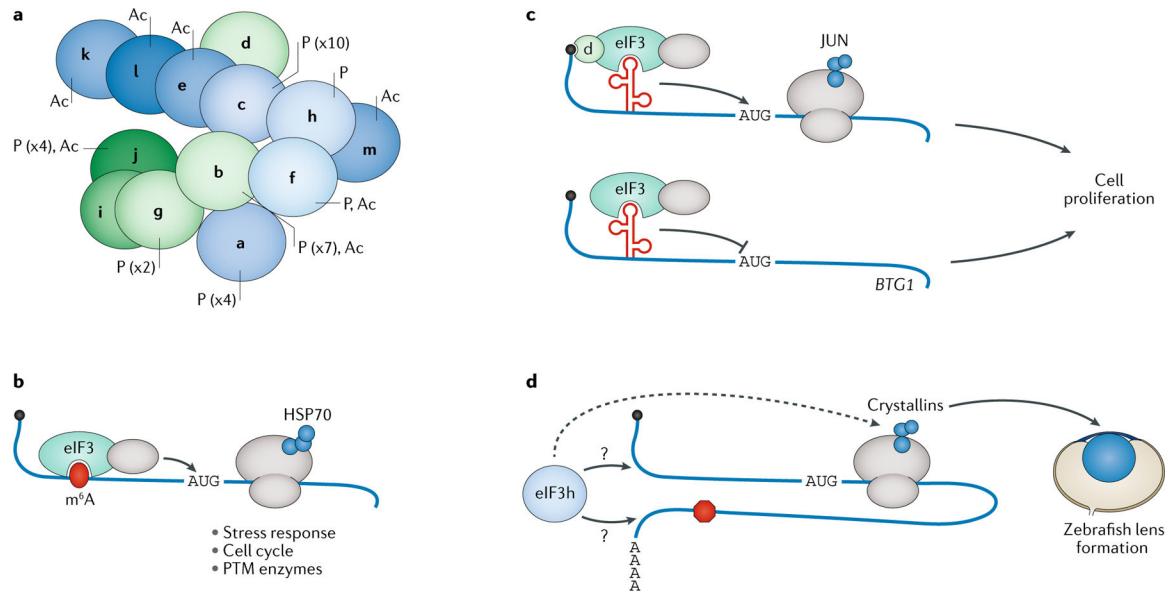 a
Ac
Ac
d
P (x10)
k
l
e
P
Ac
c
h
Ac
P (x4), Ac
j
b
m
f
i
g
P, Ac
a
P (x7), Ac
P (x2)
P (x4)
b
HSP70
eIF3
AUG
m⁶A
● Stress response
● Cell cycle
● PTM enzymes
c
d
eIF3
JUN
AUG
eIF3
AUG
BTG1
Cell
proliferation
d
Crystallins
?
eIF3h
AUG
?
A
A
A
A
Zebrafish lens
formation